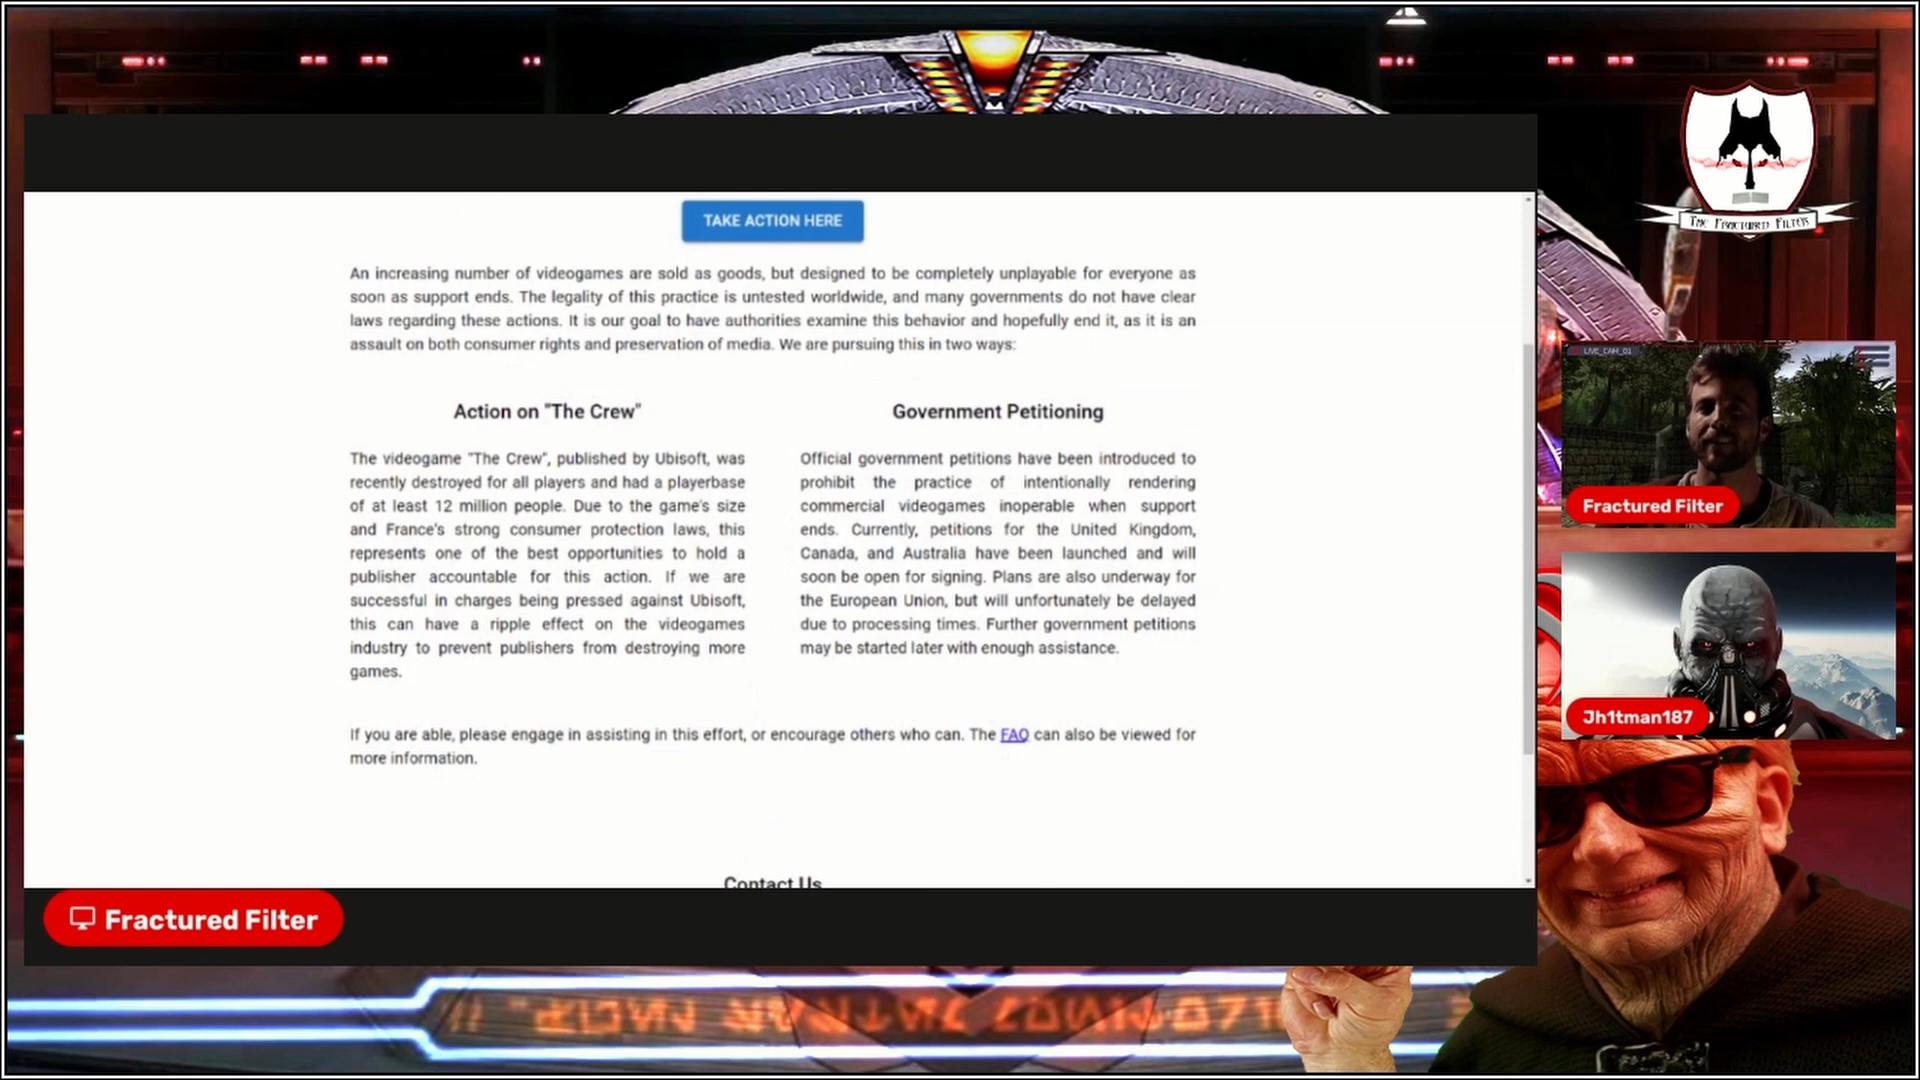 TAKE ACTION HERE
An increasing number of videogames are sold as goods, but designed to be completely unplayable for everyone as
soon as support ends. The legality of this practice is untested worldwide, and many governments do not have clear
laws regarding these actions. It is our goal to have authorities examine this behavior and hopefully end it, as it is an
assault on both consumer rights and preservation of media. We are pursuing this in two ways:
Action on "The Crew"
The videogame "The Crew", published by Ubisoft, was
recently destroyed for all players and had a playerbase
of at least 12 million people. Due to the game's size
and France's strong consumer protection laws, this
represents one of the best opportunities to hold a
publisher accountable for this action. If we are
successful in charges being pressed against Ubisoft,
this can have a ripple effect on the videogames
industry to prevent publishers from destroying more
games.
Government Petitioning
Official government petitions have been introduced to
prohibit the practice of intentionally rendering
commercial videogames inoperable when support
ends. Currently, petitions for the United Kingdom,
Canada, and Australia have been launched and will
soon be open for signing. Plans are also underway for
the European Union, but will unfortunately be delayed
due to processing times. Further government petitions
may be started later with enough assistance.
If you are able, please engage in assisting in this effort, or encourage others who can. The FAQ can also be viewed for
more information.
Contact Us
Fractured Filter
The Fractured Filter
LIVE_CAM_01
Fractured Filter
Jh1tman187